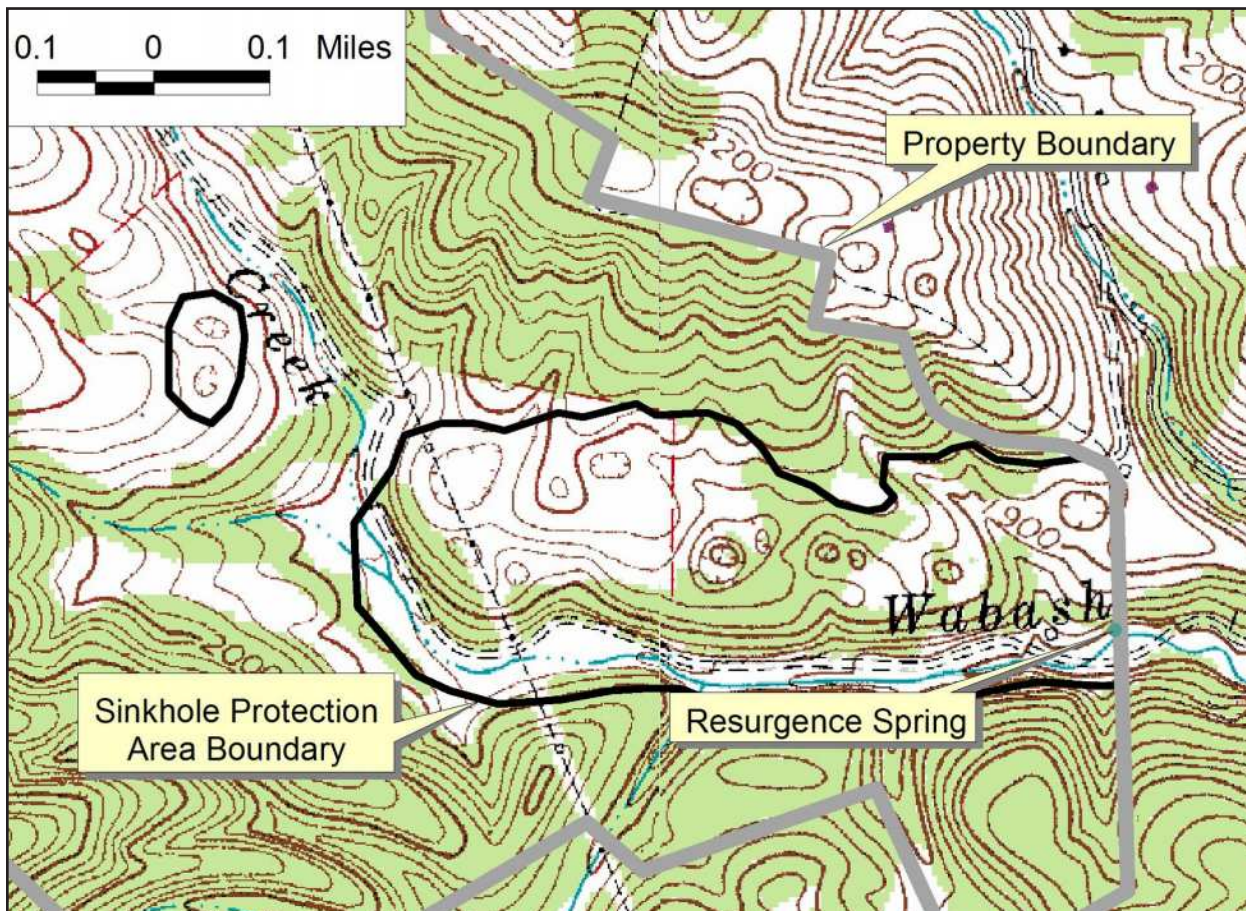 0.1 0 0.1 Miles
2000
Property Boundary
2200
Creek
900
Wabash
2000
Sinkhole Protection
Area Boundary
Resurgence Spring